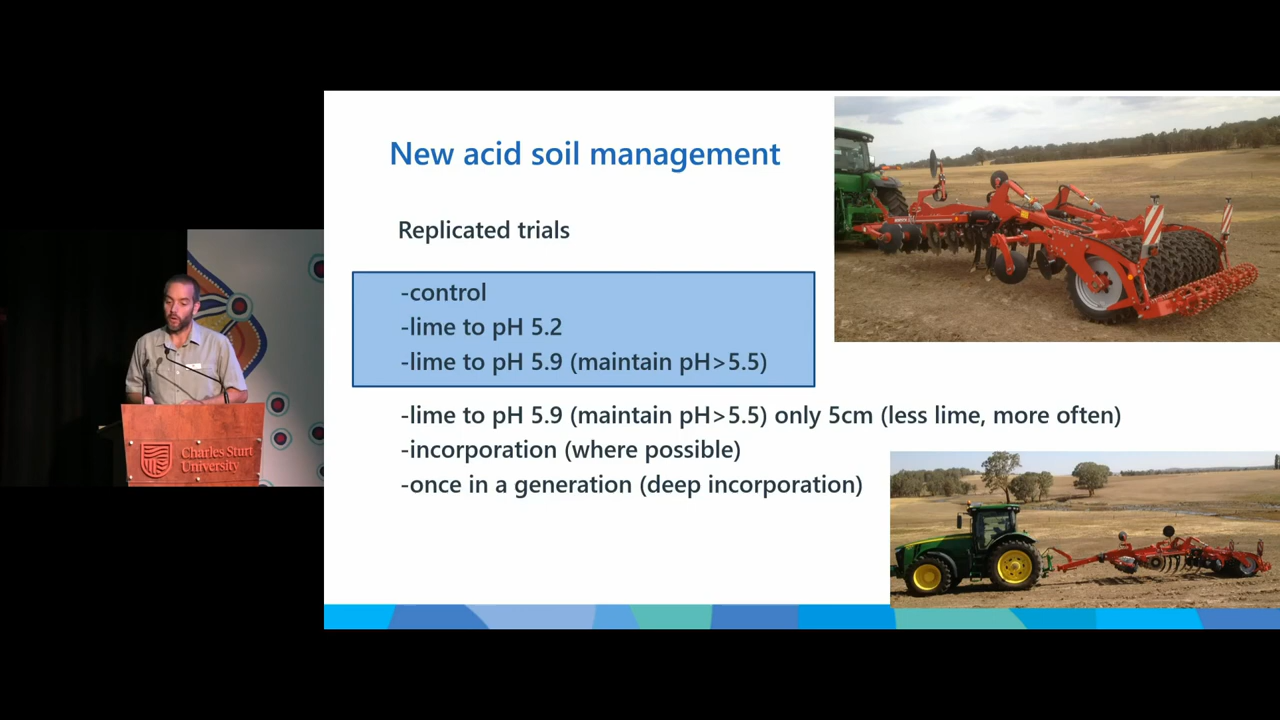 New acid soil management
Replicated trials
-control
-lime to pH 5.2
-lime to pH 5.9 (maintain pH>5.5)
-lime to pH 5.9 (maintain pH>5.5) only 5cm (less lime, more often)
-incorporation (where possible)
-once in a generation (deep incorporation)
Charles Sturt
University